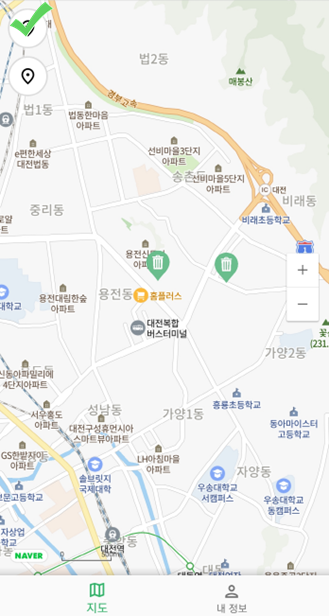 법2동
매봉산
경부고속
법1동
법동한마음
아파트
e편한세상
대전법동
선비마을3단지
아파트
송촌동
선비마을5단지
아파트
IC 대전
비래동
비래초등학교
중리동
1
용전동
홈플러스
용전대림한숲
아파트
대학교
대전복합
버스터미널
가양2동
4단지아파트
서우홍도
아파트
성남동
가양1동
흥룡초등학교
동아마이스터
고등학교
대전구성휴먼시아
스마트뷰아파트
LH아침마을
아파트
솔브릿지
국제대학
자양동
우송대학교
서캠퍼스
우송대학교
동캠퍼스
대전역
NAVER
500m
지도
내 정보